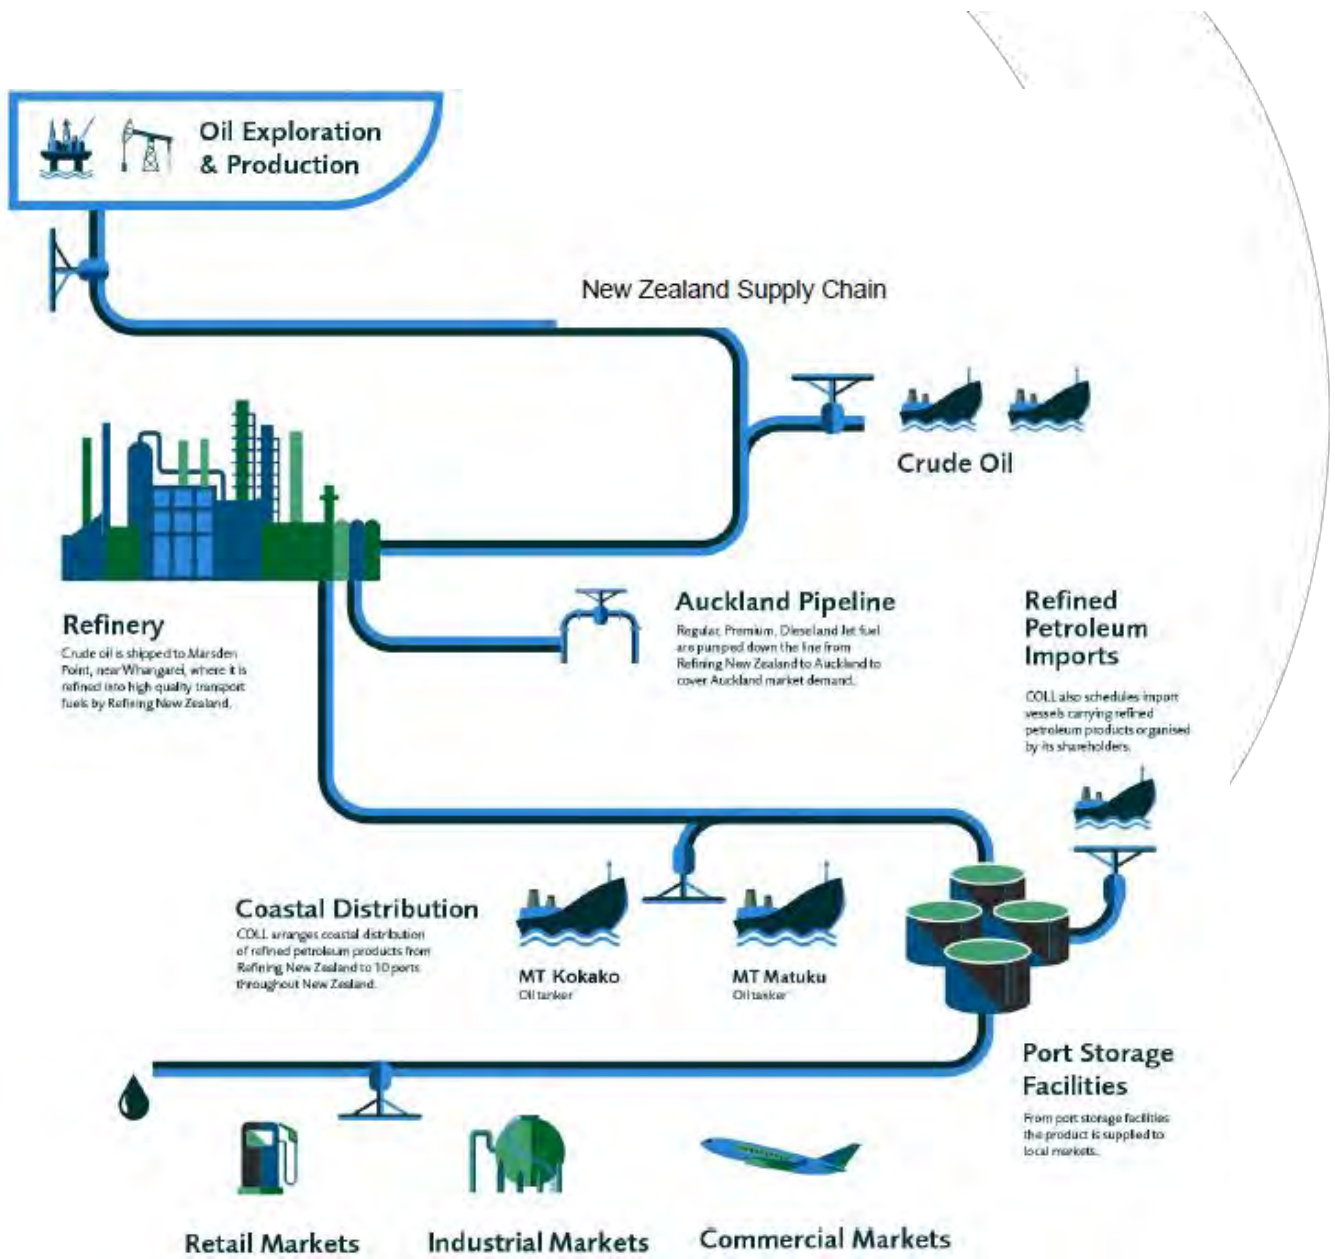 Oil Exploration
& Production
New Zealand Supply Chain
Crude Oil
Refinery
Crude oil is shipped to Marsden
Point, near Whangarei, where it is
refined into high quality transport
fuels by Refining New Zealand.
Auckland Pipeline
Regular, Premium, Diesel and Jet fuel
are pumped down the line from
Refining New Zealand to Auckland to
cover Auckland market demand.
Refined
Petroleum
Imports
COLL also schedules import
vessels carrying refined
petroleum products organised
by its shareholders.
Coastal Distribution
COLL arranges coastal distribution
of refined petroleum products from
Refining New Zealand to 10 ports
throughout New Zealand.
MT Kokako
Oil tanker
MT Matuku
Oil tanker
Port Storage
Facilities
From port storage facilities
the product is supplied to
local markets.
Retail Markets
Industrial Markets
Commercial Markets